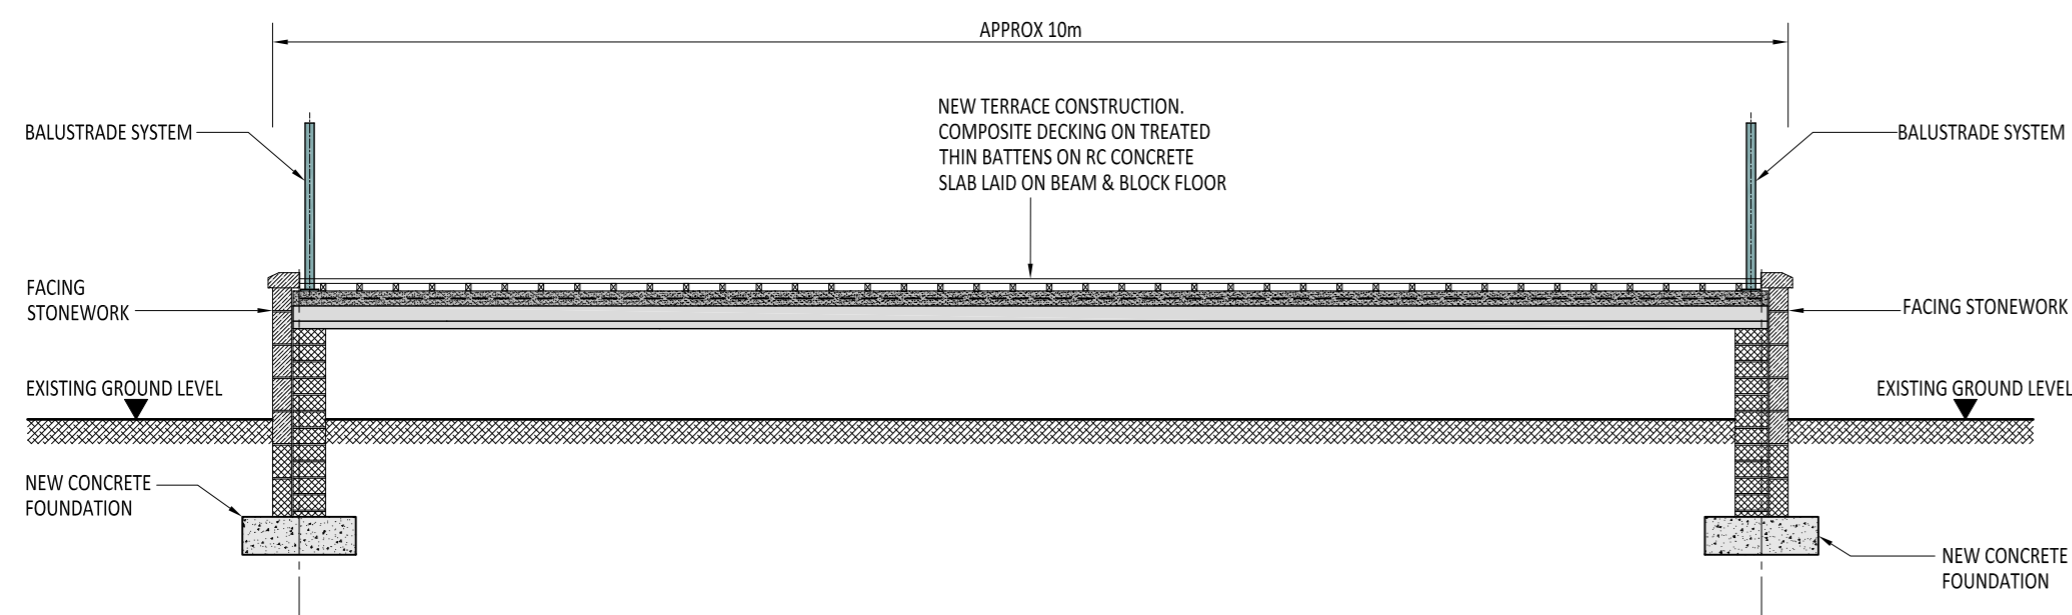 APPROX 10m
NEW TERRACE CONSTRUCTION.
COMPOSITE DECKING ON TREATED
THIN BATTENS ON RC CONCRETE
SLAB LAID ON BEAM & BLOCK FLOOR
BALUSTRADE SYSTEM
BALUSTRADE SYSTEM
FACING
STONEWORK
FACING STONEWORK
EXISTING GROUND LEVEL
EXISTING GROUND LEVEL
NEW CONCRETE
FOUNDATION
NEW CONCRETE
FOUNDATION